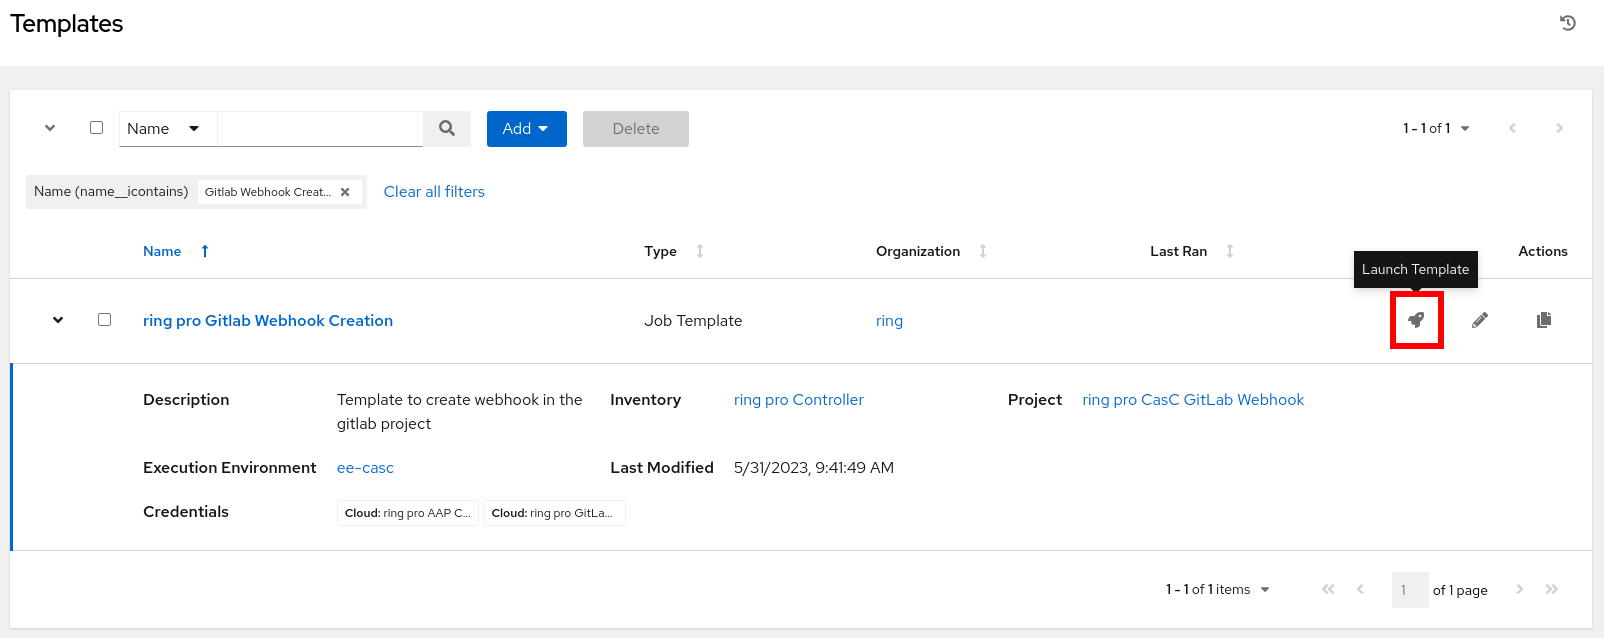 Templates
Name
Add
Delete
1 - 1 of 1
Name (name__icontains)
Gitlab Webhook Creat...
Clear all filters
Name
Type
Organization
Last Ran
Actions
Launch Template
ring pro Gitlab Webhook Creation
Job Template
ring
Description
Template to create webhook in the
gitlab project
Inventory
ring pro Controller
Project
ring pro CasC GitLab Webhook
Execution Environment
ee-casc
Last Modified
5/31/2023, 9:41:49 AM
Credentials
Cloud: ring pro AAP C...
Cloud: ring pro GitLa...
1 - 1 of 1 items
1
of 1 page